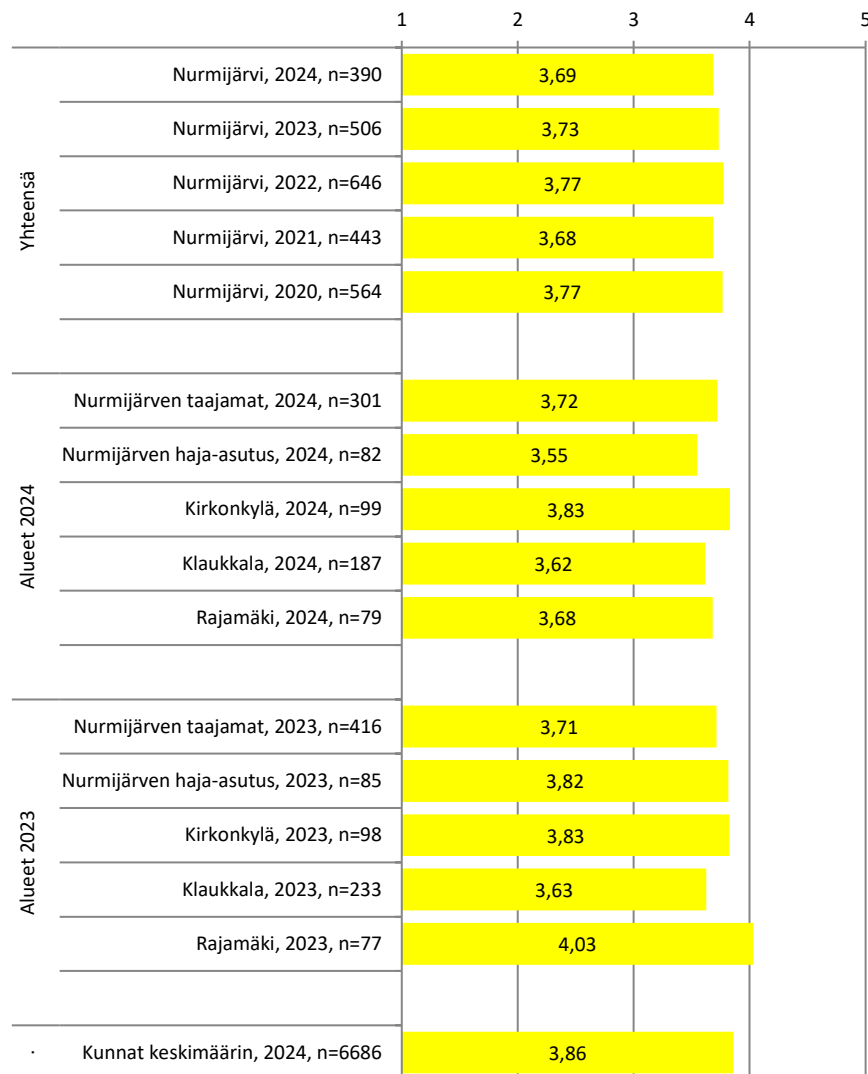 1 2 3 4 5
Yhteensä
Nurmijärvi, 2024, n=390 3,69
Nurmijärvi, 2023, n=506 3,73
Nurmijärvi, 2022, n=646 3,77
Nurmijärvi, 2021, n=443 3,68
Nurmijärvi, 2020, n=564 3,77
Alueet 2024
Nurmijärven taajamat, 2024, n=301 3,72
Nurmijärven haja-asutus, 2024, n=82 3,55
Kirkonkylä, 2024, n=99 3,83
Klaukkala, 2024, n=187 3,62
Rajamäki, 2024, n=79 3,68
Alueet 2023
Nurmijärven taajamat, 2023, n=416 3,71
Nurmijärven haja-asutus, 2023, n=85 3,82
Kirkonkylä, 2023, n=98 3,83
Klaukkala, 2023, n=233 3,63
Rajamäki, 2023, n=77 4,03
. Kunnat keskimäärin, 2024, n=6686 3,86